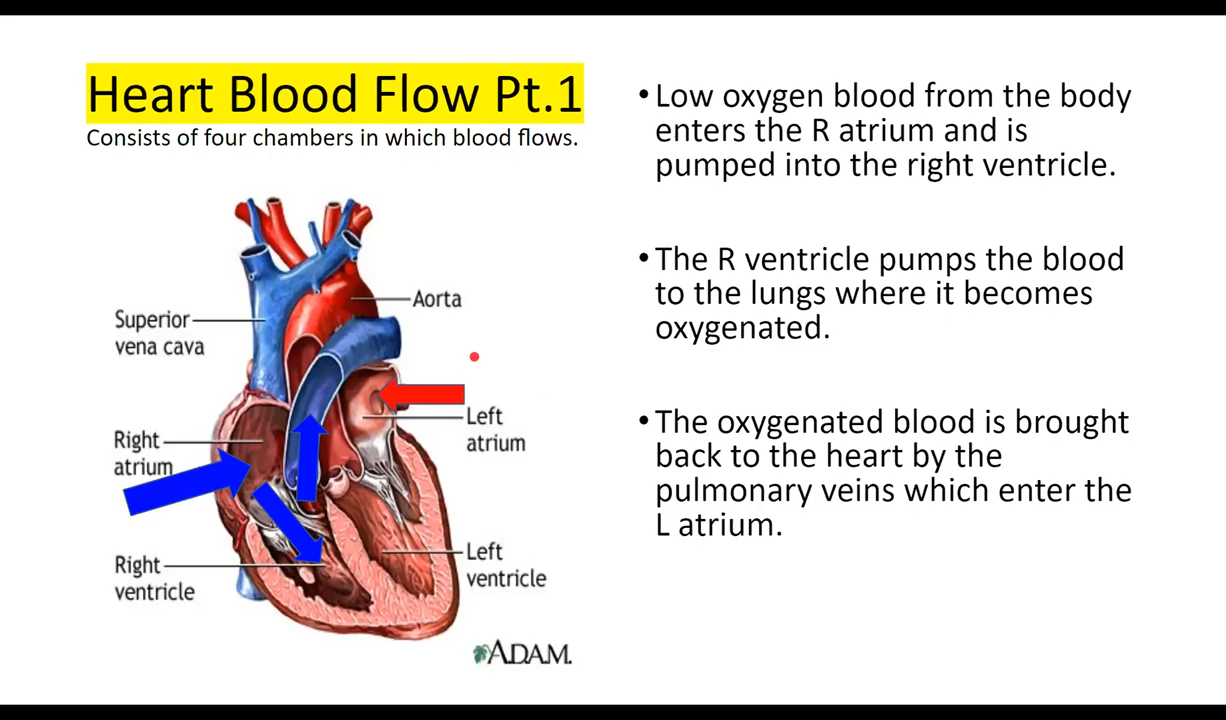 Heart Blood Flow Pt.1
Consists of four chambers in which blood flows.
Superior
vena cava
Aorta
Right
atrium
Left
atrium
Right
ventricle
Left
ventricle
A.D.A.M.
•Low oxygen blood from the body
enters the R atrium and is
pumped into the right ventricle.
•The R ventricle pumps the blood
to the lungs where it becomes
oxygenated.
•The oxygenated blood is brought
back to the heart by the
pulmonary veins which enter the
L atrium.